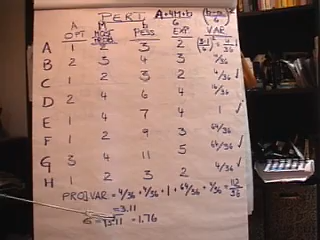 PERT A+4M+b / 6 (b-a / 6)²
A M b
OPT MOST PROB PESS EXP VAR
A 1 2 3 2 (3-1 / 6)² = 4/36
B 2 3 4 3 4/36
C 1 2 3 2 4/36 ✓
D 2 4 6 4
E 1 4 7 4 1 ✓
F 1 2 9 3 64/36
G 3 4 11 5 64/36 ✓
H 1 2 3 2 4/36 ✓
PROJ VAR = 4/36 + 4/36 + 1 + 64/36 + 4/36 = 112/36
= 3.11
σ = √3.11 = 1.76